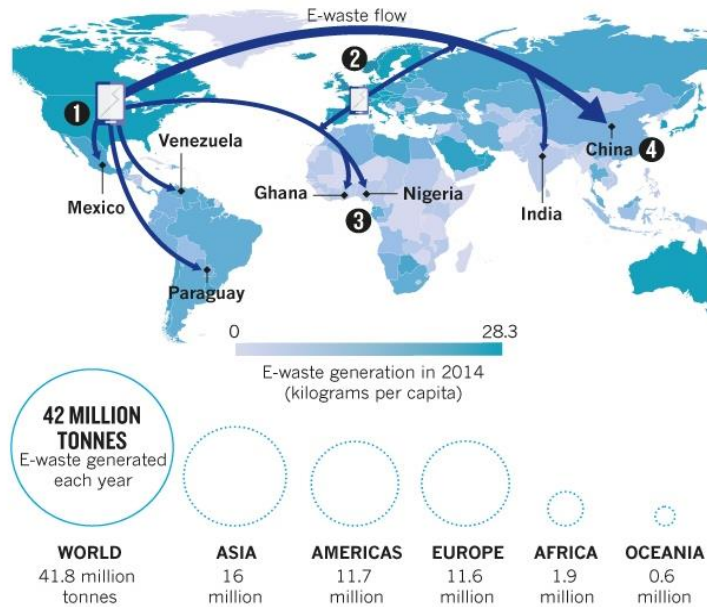 E-waste flow
2
1
Venezuela
China 4
Mexico
Ghana
Nigeria
India
3
Paraguay
0
28.3
E-waste generation in 2014
(kilograms per capita)
42 MILLION
TONNES
E-waste generated
each year
WORLD
41.8 million
tonnes
ASIA
16
million
AMERICAS
11.7
million
EUROPE
11.6
million
AFRICA
1.9
million
OCEANIA
0.6
million